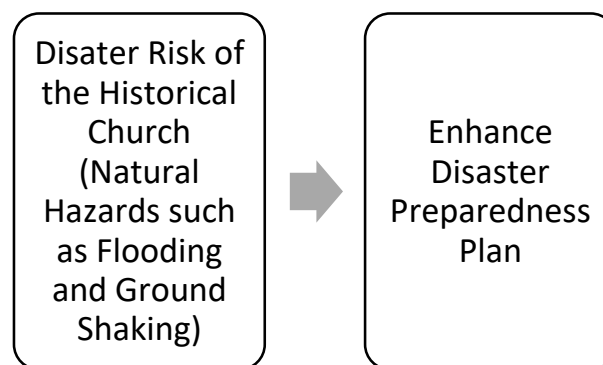 Disater Risk of
the Historical
Church
(Natural
Hazards such
as Flooding
and Ground
Shaking)
Enhance
Disaster
Preparedness
Plan